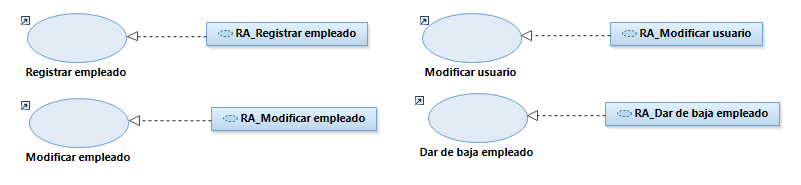 RA_Registrar empleado
Registrar empleado
RA_Modificar usuario
Modificar usuario
RA_Modificar empleado
Modificar empleado
RA_Dar de baja empleado
Dar de baja empleado